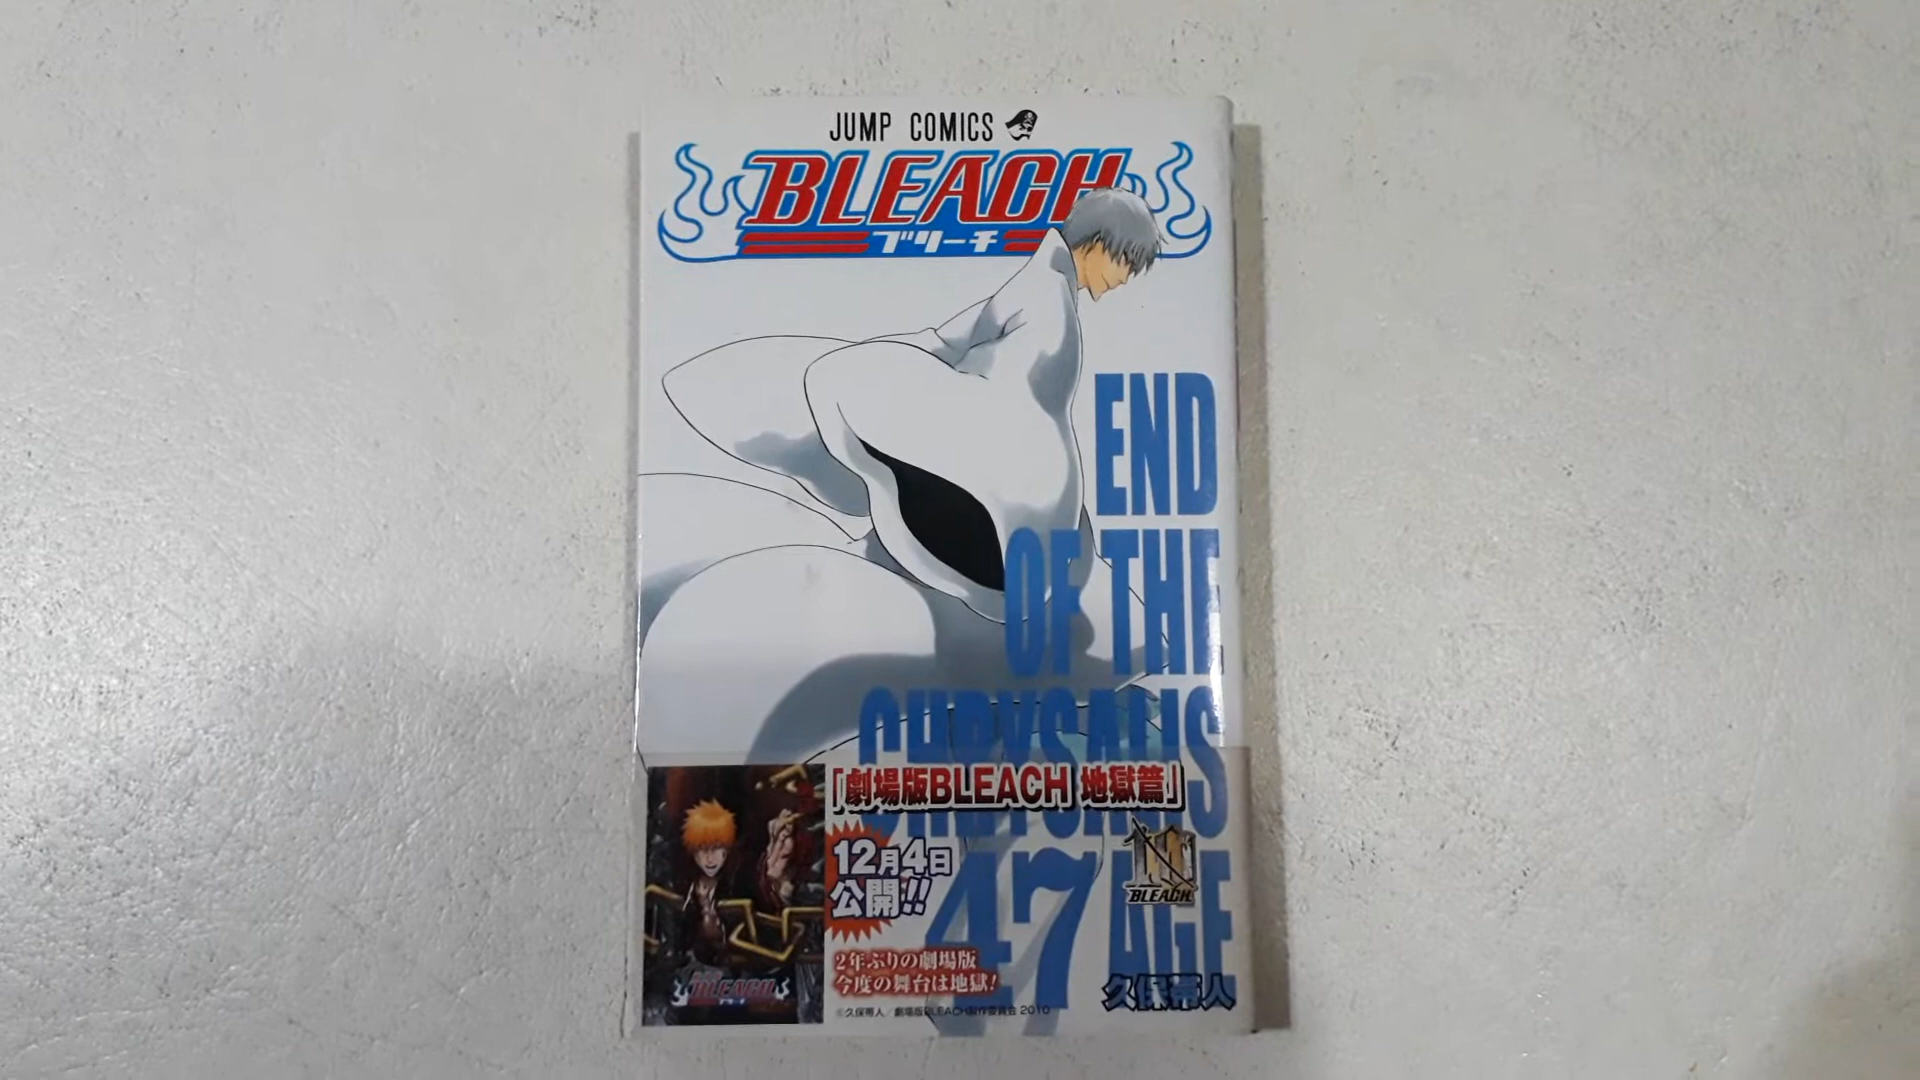 JUMP COMICS
BLEACH
ブリーチ
END
OF THE
CHRYSALIS
AGE
47
久保帯人
「劇場版BLEACH 地獄篇」
12月4日
公開!!
BLEACH
2年ぶりの劇場版
今度の舞台は地獄!
BLEACH
©久保帯人/劇場版BLEACH製作委員会 2010